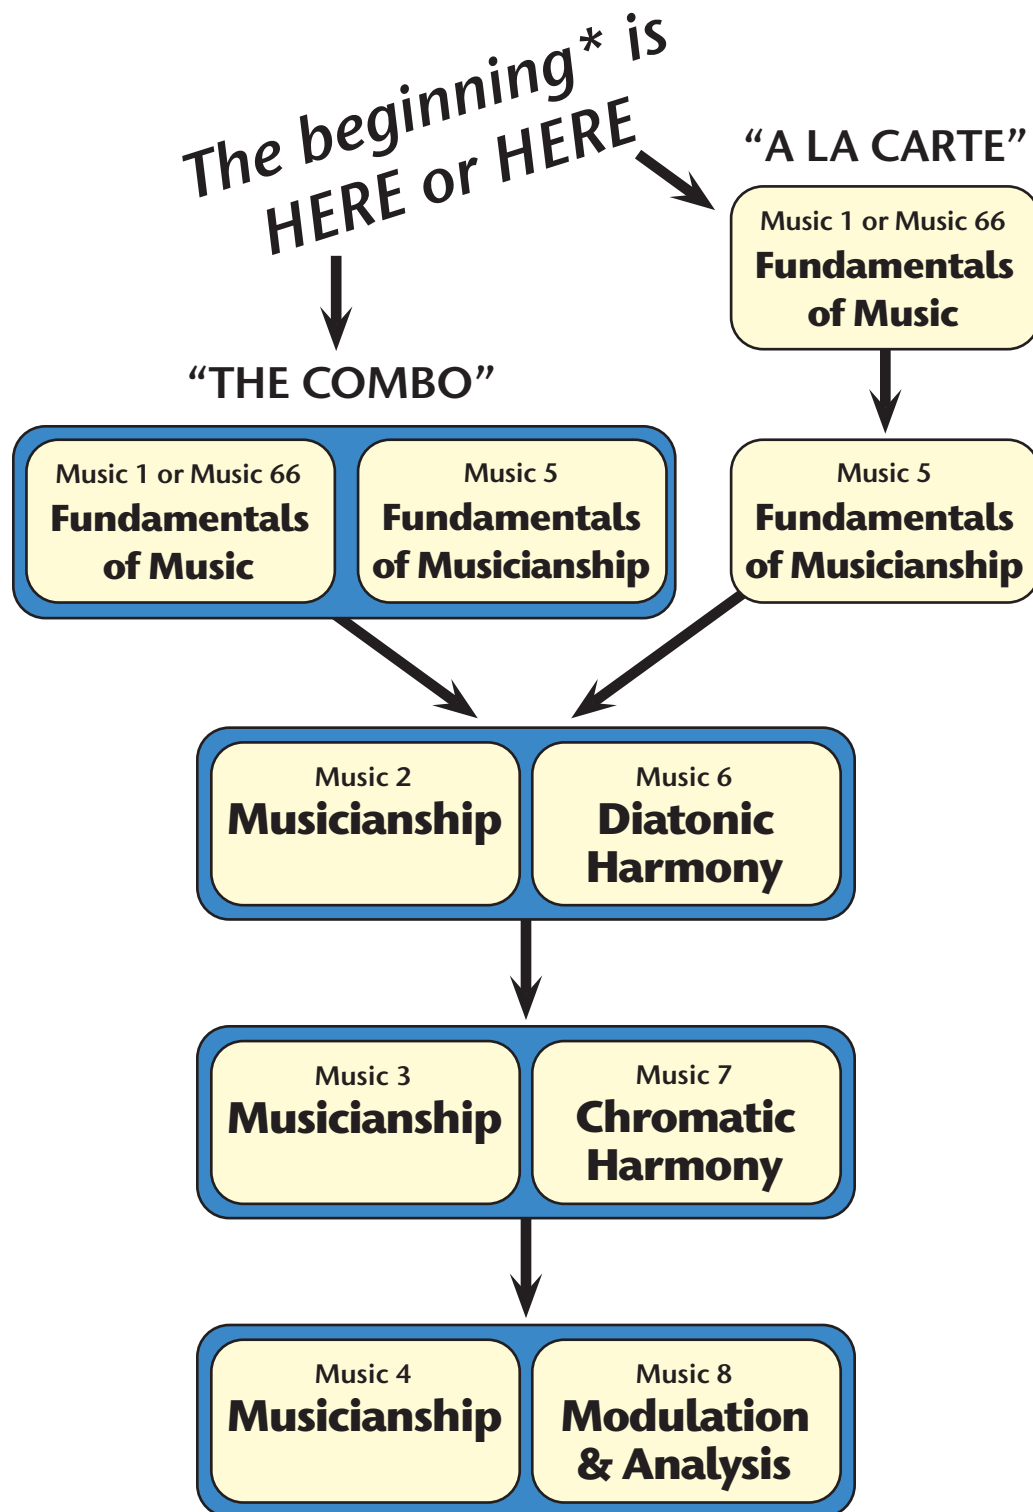 The beginning* is
HERE or HERE
“A LA CARTE”
Music 1 or Music 66
Fundamentals
of Music
“THE COMBO”
Music 1 or Music 66
Fundamentals
of Music
Music 5
Fundamentals
of Musicianship
Music 5
Fundamentals
of Musicianship
Music 2
Musicianship
Music 6
Diatonic
Harmony
Music 3
Musicianship
Music 7
Chromatic
Harmony
Music 4
Musicianship
Music 8
Modulation
& Analysis